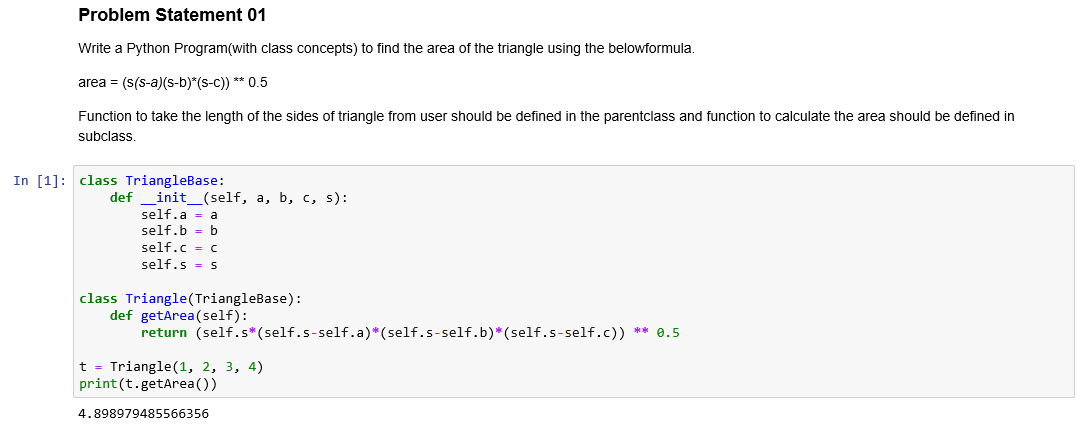 Problem Statement 01
Write a Python Program(with class concepts) to find the area of the triangle using the belowformula.
area = (s(s-a)(s-b)*(s-c)) ** 0.5
Function to take the length of the sides of triangle from user should be defined in the parentclass and function to calculate the area should be defined in
subclass.
In [1]: class TriangleBase:
    def __init__(self, a, b, c, s):
        self.a = a
        self.b = b
        self.c = c
        self.s = s
class Triangle(TriangleBase):
    def getArea(self):
        return (self.s*(self.s-self.a)*(self.s-self.b)*(self.s-self.c)) ** 0.5
t = Triangle(1, 2, 3, 4)
print(t.getArea())
4.898979485566356